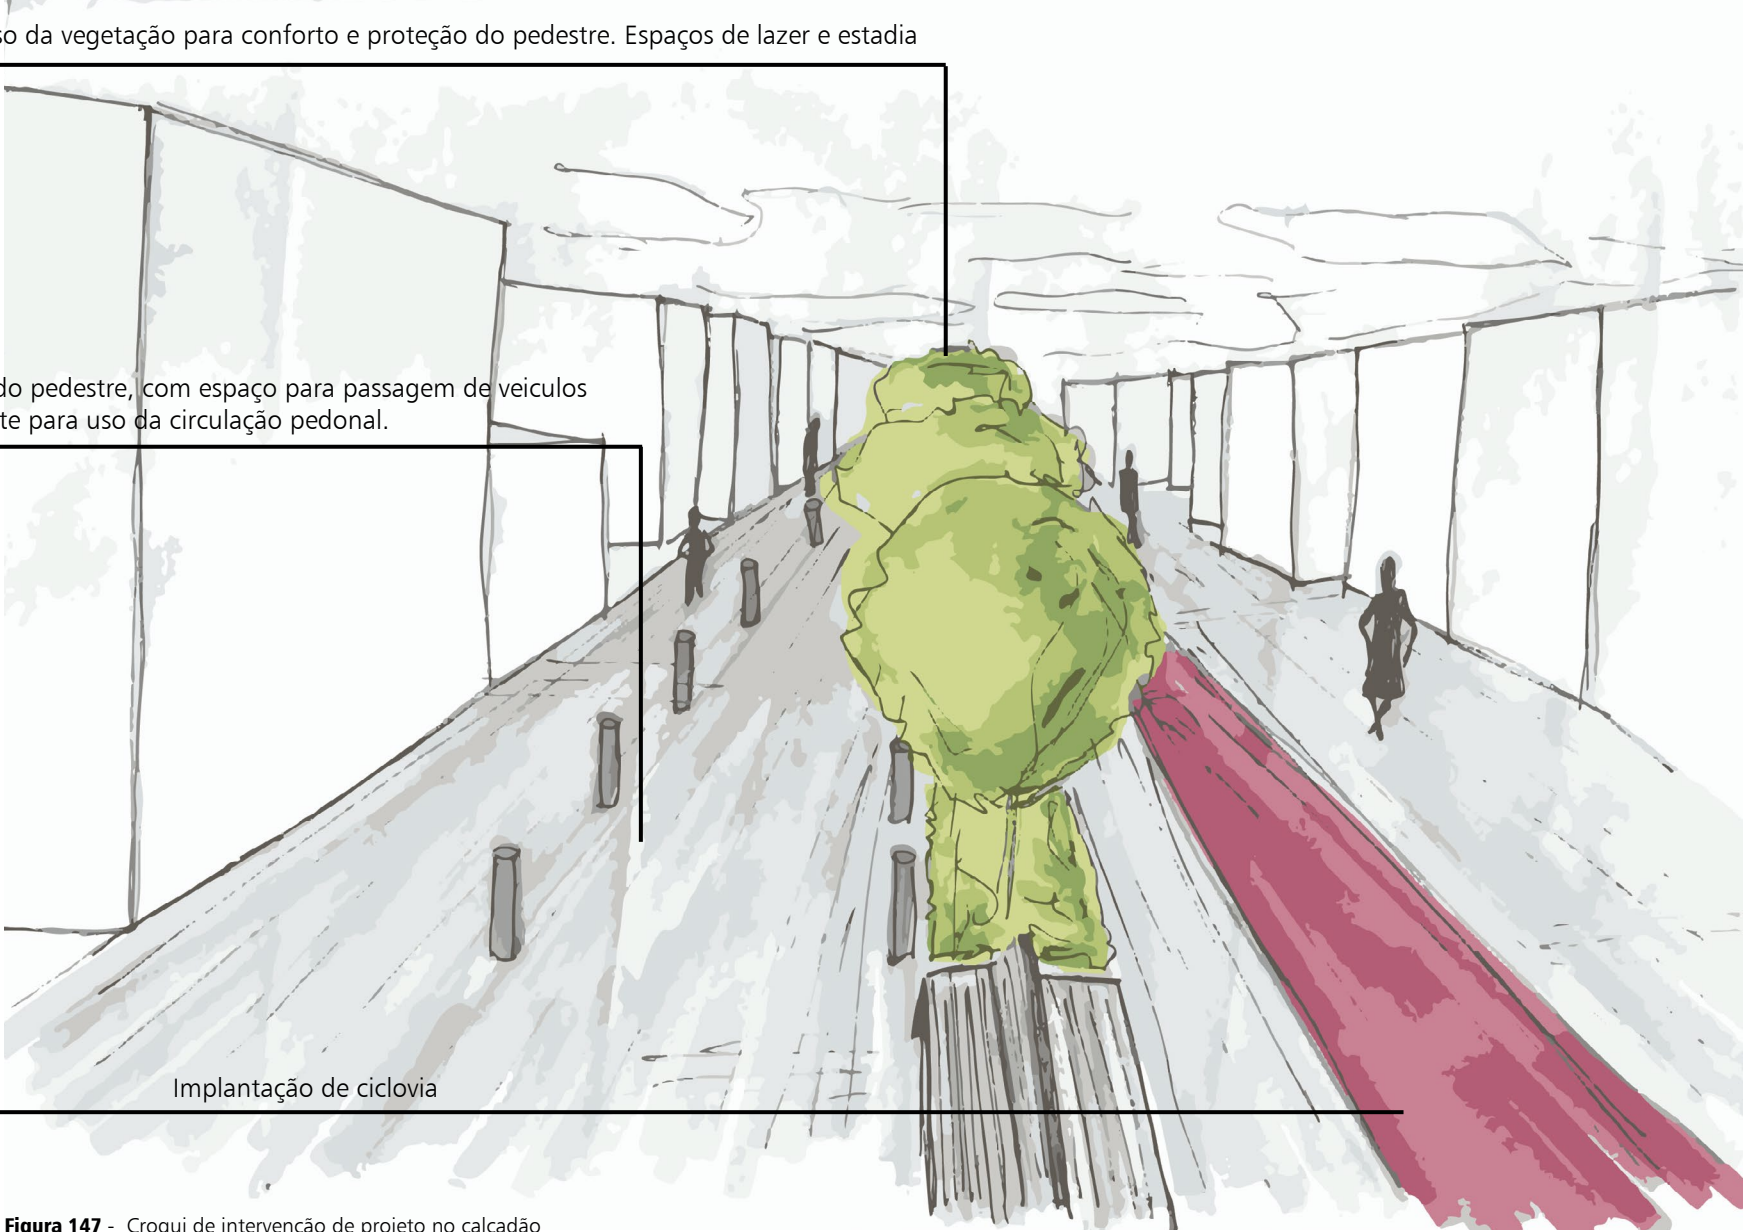 so da vegetação para conforto e proteção do pedestre. Espaços de lazer e estadia
do pedestre, com espaço para passagem de veiculos
te para uso da circulação pedonal.
Implantação de ciclovia
Figura 147 - Croqui de intervenção de projeto no calçadão